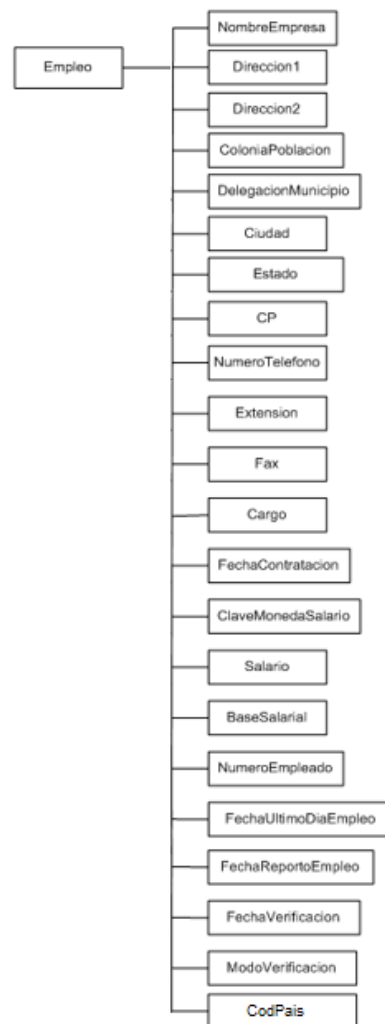 Empleo
NombreEmpresa
Direccion1
Direccion2
ColoniaPoblacion
DelegacionMunicipio
Ciudad
Estado
CP
NumeroTelefono
Extension
Fax
Cargo
FechaContratacion
ClaveMonedaSalario
Salario
BaseSalarial
NumeroEmpleado
FechaUltimoDiaEmpleo
FechaReportoEmpleo
FechaVerificacion
ModoVerificacion
CodPais